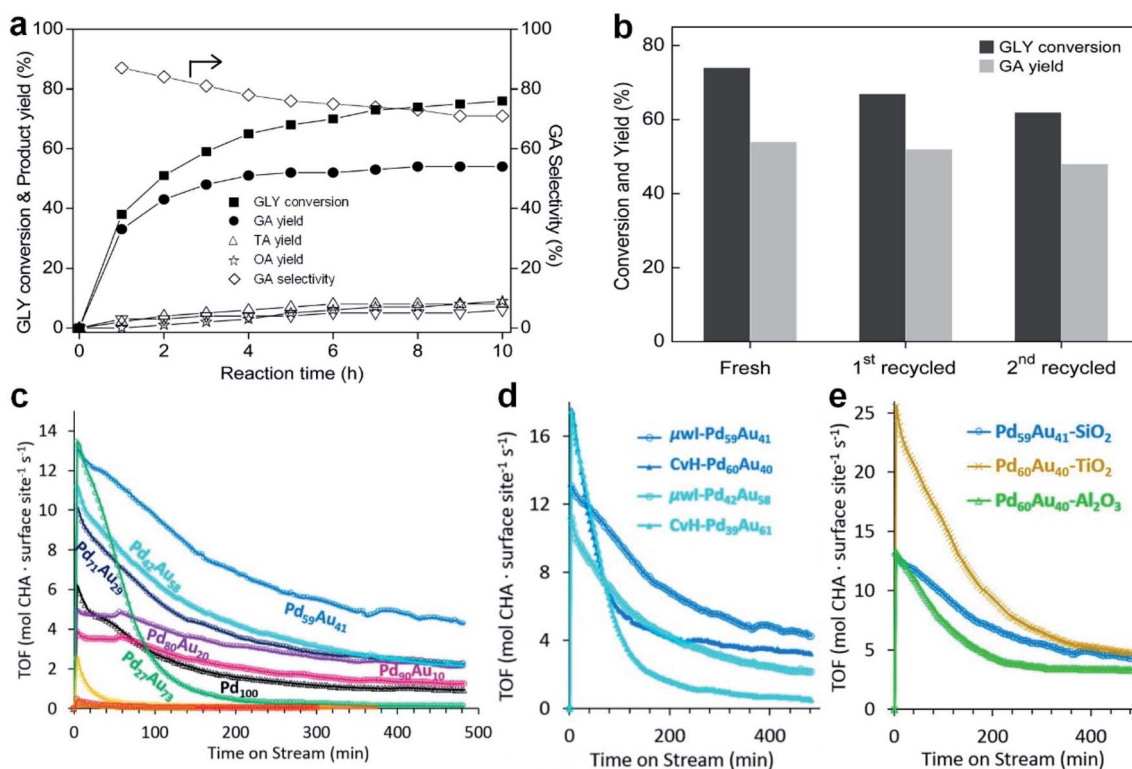 a
GLY conversion & Product yield (%)
100
80
60
40
20
0
GLY conversion
GA yield
TA yield
OA yield
GA selectivity
100
80
60
40
20
0
GA Selectivity (%)
0 2 4 6 8 10
Reaction time (h)
b
Conversion and Yield (%)
80
60
40
20
0
GLY conversion
GA yield
Fresh 1st recycled 2nd recycled
c
TOF (mol CHA · surface site-1 s-1)
16
14
12
10
8
6
4
2
0
Pd71Au29
Pd42Au58
Pd59Au41
Pd80Au20
Pd27Au73
Pd90Au10
Pd100
0 100 200 300 400 500
Time on Stream (min)
d
TOF (mol CHA · surface site-1 s-1)
16
12
8
4
0
μwI-Pd59Au41
CvH-Pd60Au40
μwI-Pd42Au58
CvH-Pd39Au61
0 200 400
Time on Stream (min)
e
TOF (mol CHA · surface site-1 s-1)
25
20
15
10
5
0
Pd59Au41-SiO2
Pd60Au40-TiO2
Pd60Au40-Al2O3
0 200 400
Time on Stream (min)